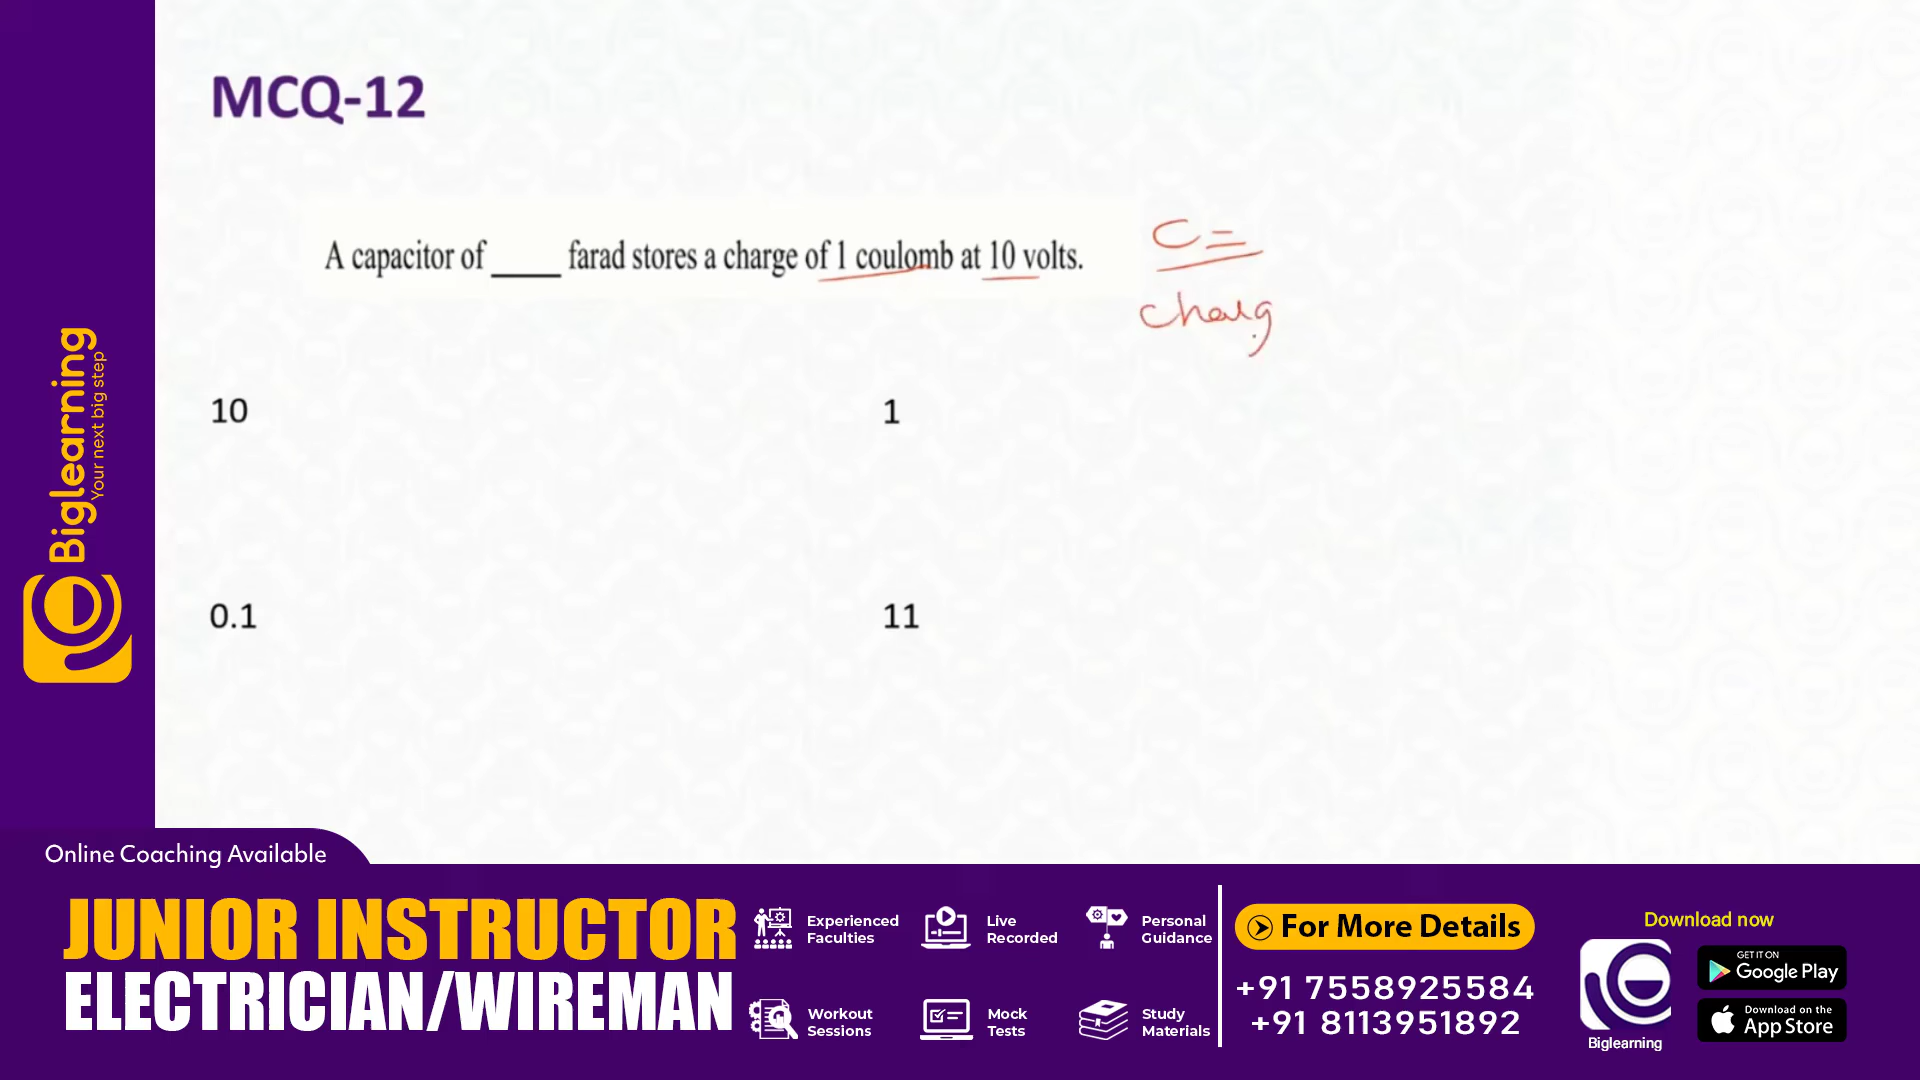 MCQ-12
A capacitor of ____ farad stores a charge of 1 coulomb at 10 volts.
C=
charg
10
1
0.1
11
Biglearning
Your next big step
Online Coaching Available
JUNIOR INSTRUCTOR
ELECTRICIAN/WIREMAN
Experienced
Faculties
Live
Recorded
Personal
Guidance
Workout
Sessions
Mock
Tests
Study
Materials
For More Details
+91 7558925584
+91 8113951892
Download now
Biglearning
GET IT ON
Google Play
Download on the
App Store